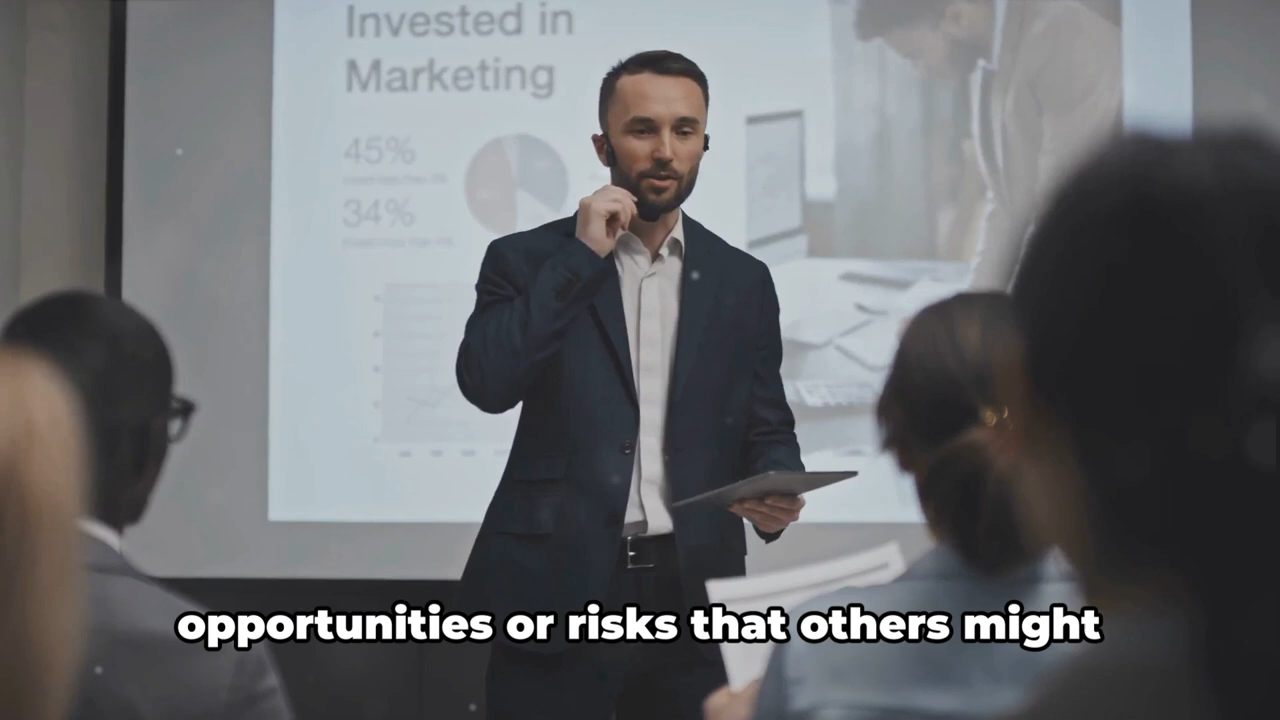 Invested in
Marketing
45%
34%
opportunities or risks that others might